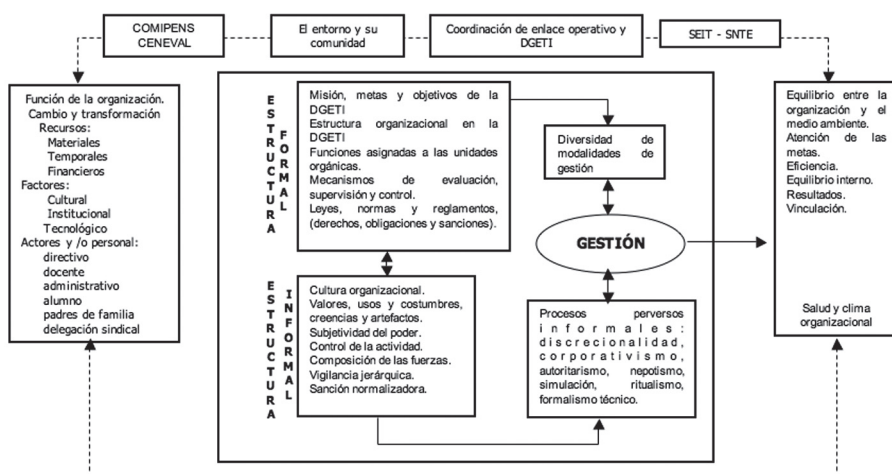 COMIPENS
CENEVAL
El entorno y su
comunidad
Coordinación de enlace operativo y
DGETI
SEIT - SNTE
Función de la organización.
Cambio y transformación
Recursos:
Materiales
Temporales
Financieros
Factores:
Cultural
Institucional
Tecnológico
Actores y /o personal:
directivo
docente
administrativo
alumno
padres de familia
delegación sindical
ESTRUCTURA
FORMAL
Misión, metas y objetivos de la
DGETI
Estructura organizacional en la
DGETI
Funciones asignadas a las unidades
orgánicas.
Mecanismos de evaluación,
supervisión y control.
Leyes, normas y reglamentos,
(derechos, obligaciones y sanciones).
ESTRUCTURA
INFORMAL
Cultura organizacional.
Valores, usos y costumbres,
creencias y artefactos.
Subjetividad del poder.
Control de la actividad.
Composición de las fuerzas.
Vigilancia jerárquica.
Sanción normalizadora.
Diversidad de
modalidades de
gestión
GESTIÓN
Procesos perversos
informales:
discrecionalidad,
corporativismo,
autoritarismo, nepotismo,
simulación, ritualismo,
formalismo técnico.
Equilibrio entre la
organización y el
medio ambiente.
Atención de las
metas.
Eficiencia.
Equilibrio interno.
Resultados.
Vinculación.
Salud y clima
organizacional